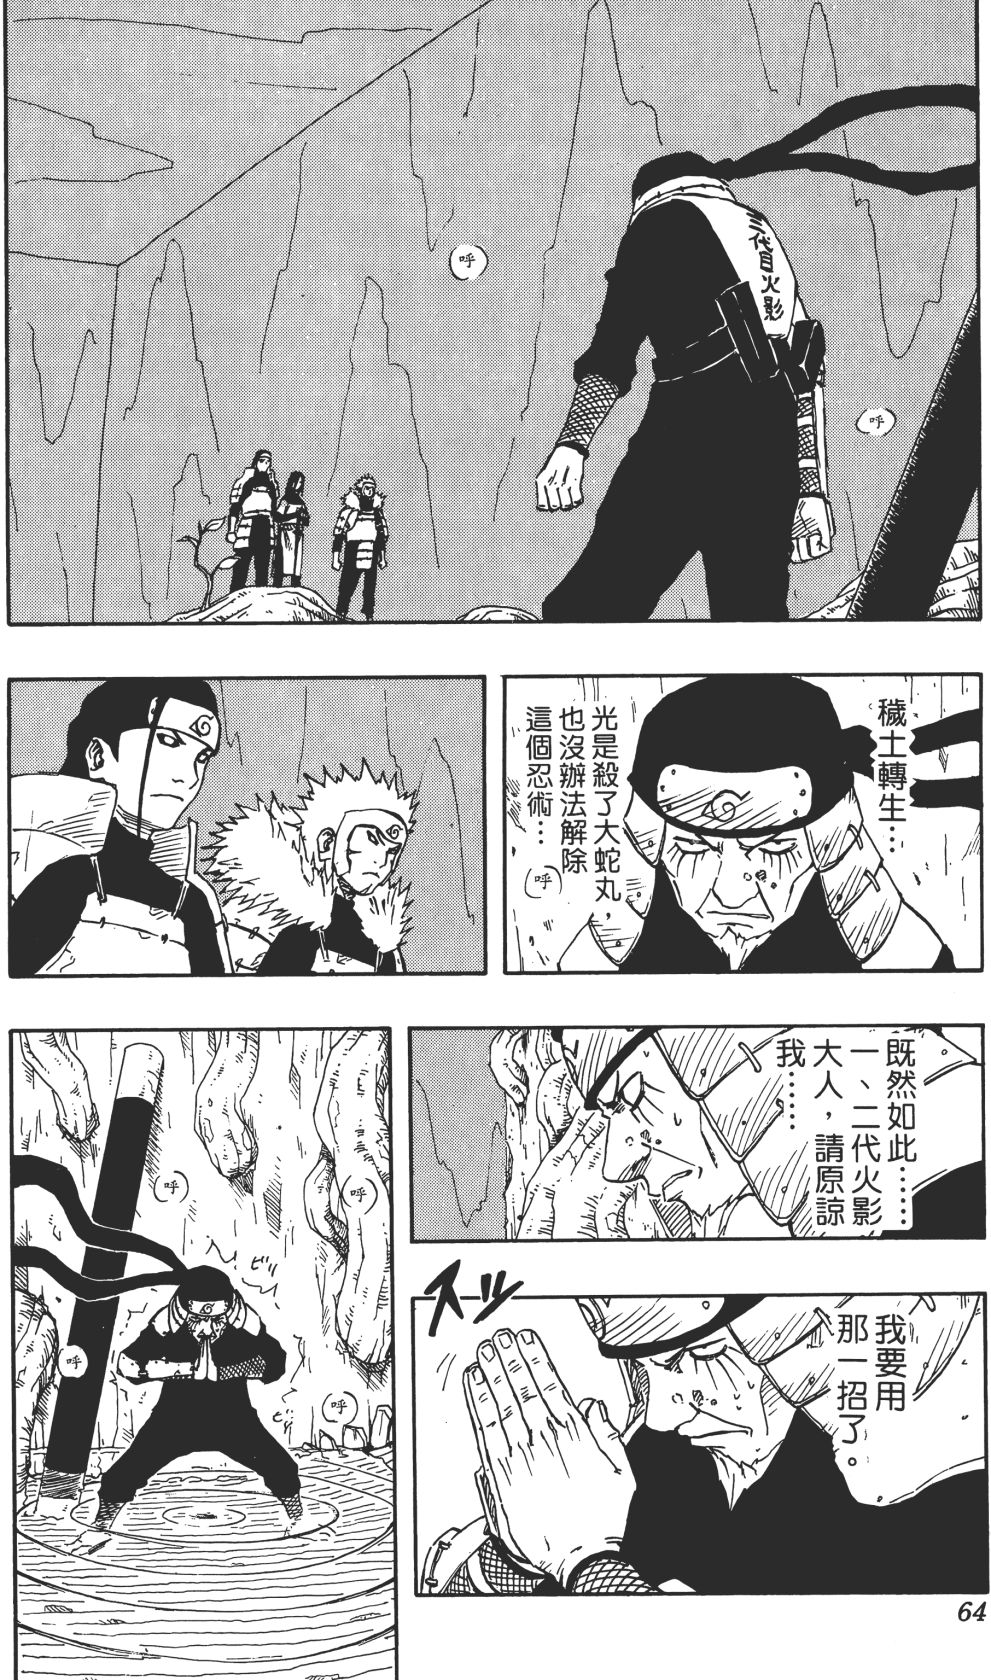 三代目火影
呼
呼
穢土轉生…
光是殺了大蛇丸，
也沒辦法解除
這個忍術…
呼
既然如此……
一、二代火影
大人，請原諒
我……
スッ
我要用
那一招了。
呼
呼
ビリ
呼
呼
64